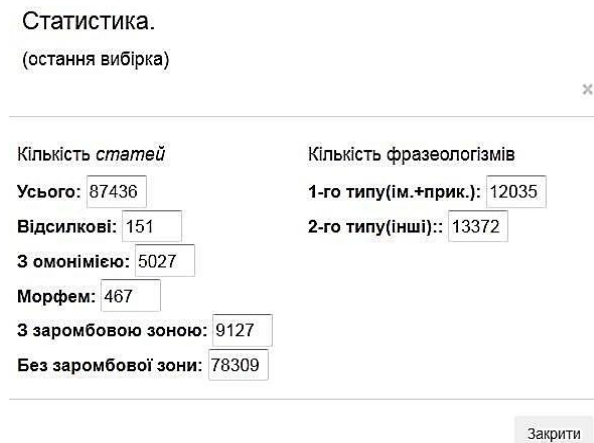 Статистика.
(остання вибірка)
×
Кількість статей
Усього: 87436
Відсилкові: 151
З омонімією: 5027
Морфем: 467
З заромбовою зоною: 9127
Без заромбової зони: 78309
Кількість фразеологізмів
1-го типу(ім.+прик.): 12035
2-го типу(інші):: 13372
Закрити